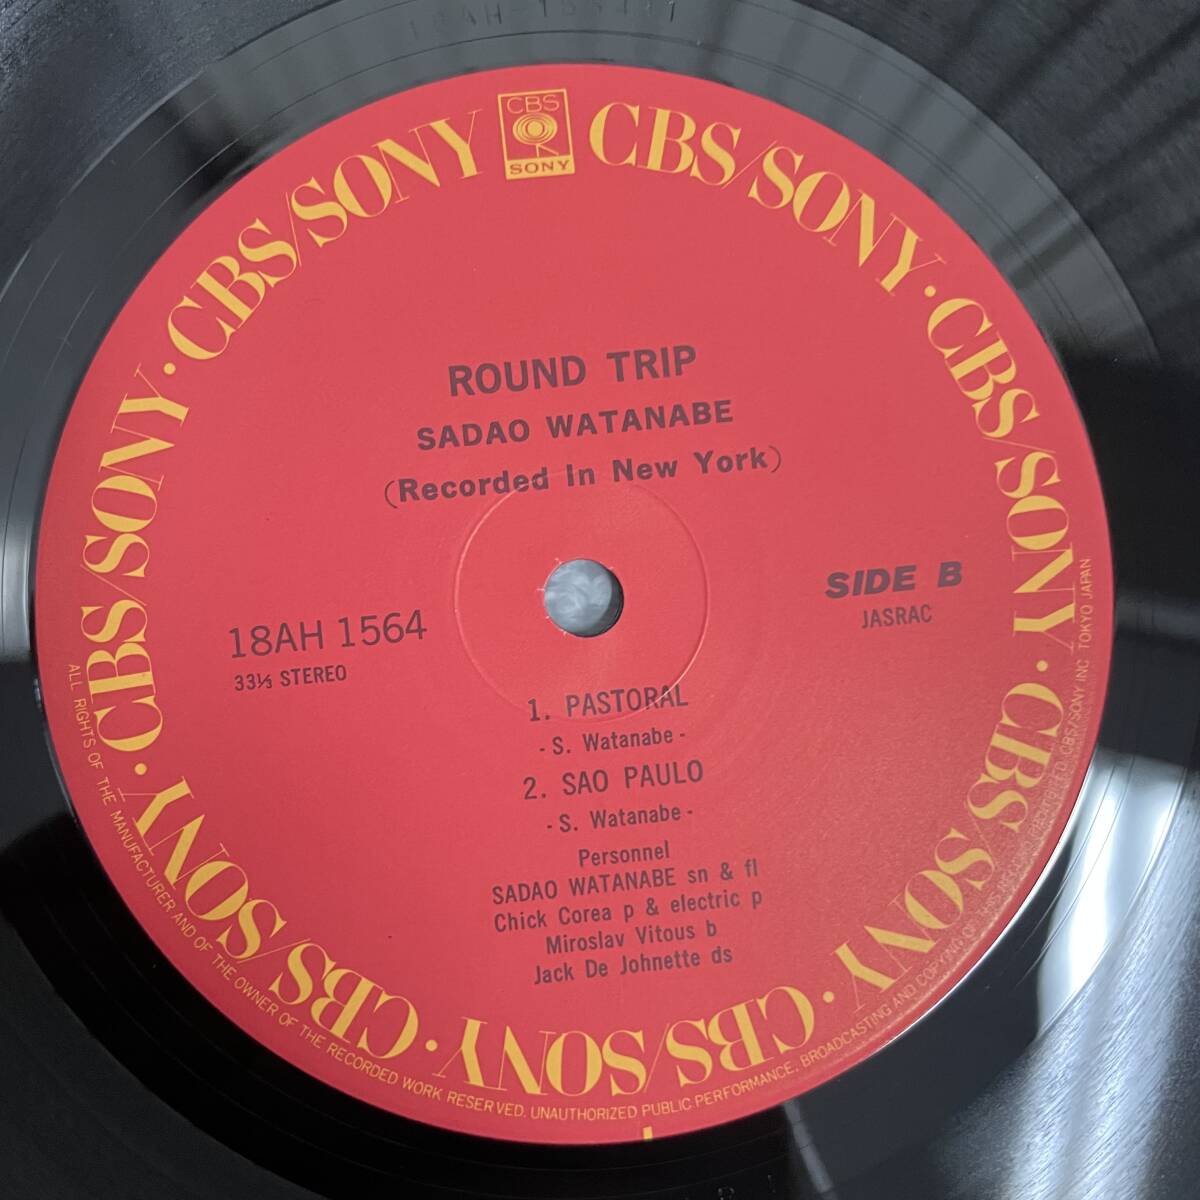 CBS
SONY
CBS/SONY · CBS/SONY · CBS/SONY · CBS/SONY · CBS/SONY · CBS/SONY · CBS/SONY · CBS/SONY
ROUND TRIP
SADAO WATANABE
(Recorded In New York)
18AH 1564
33⅓ STEREO
SIDE B
JASRAC
1. PASTORAL
- S. Watanabe -
2. SAO PAULO
- S. Watanabe -
Personnel
SADAO WATANABE sn & fl
Chick Corea p & electric p
Miroslav Vitous b
Jack De Johnette ds
ALL RIGHTS OF THE MANUFACTURER AND OF THE OWNER OF THE RECORDED WORK RESERVED. UNAUTHORIZED PUBLIC PERFORMANCE, BROADCASTING AND COPYING OF THIS CBS/SONY INC TOKYO JAPAN